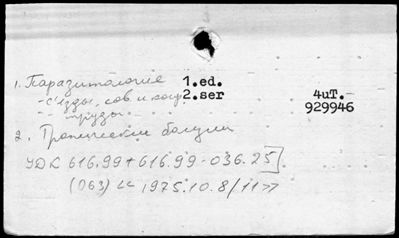 1. Паразитология 1.ed.
- съезды, сов. и конф. 2.ser 4uT.-
-"- труды 929946
2. Тропические болезни
УДК 616.99+616.99-036.25]
(063) << 1975.10.8/11>>